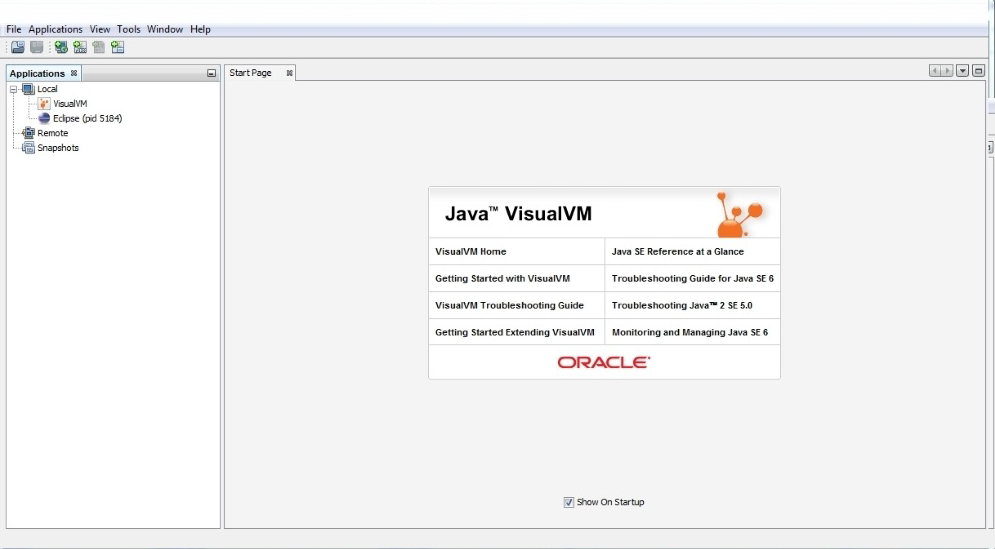 File Applications View Tools Window Help
Applications
Start Page
Local
VisualVM
Eclipse (pid 5184)
Remote
Snapshots
Java™ VisualVM
VisualVM Home
Java SE Reference at a Glance
Getting Started with VisualVM
Troubleshooting Guide for Java SE 6
VisualVM Troubleshooting Guide
Troubleshooting Java™ 2 SE 5.0
Getting Started Extending VisualVM
Monitoring and Managing Java SE 6
ORACLE
Show On Startup